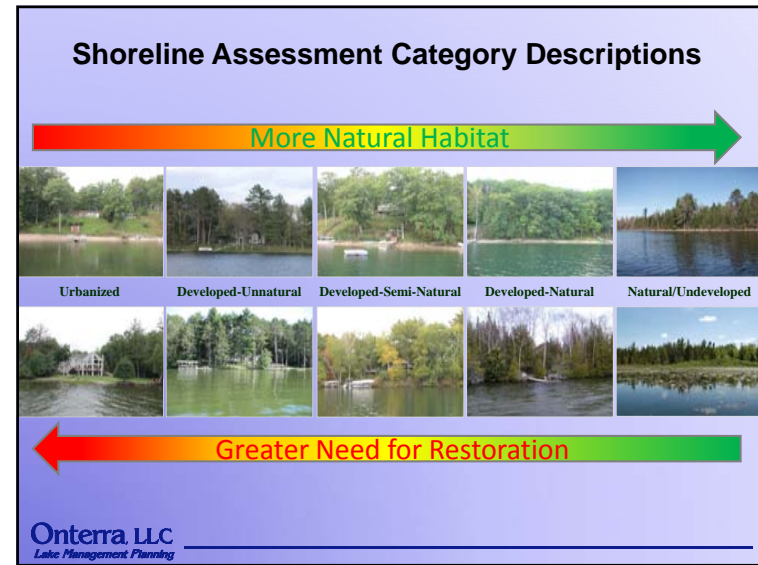 Shoreline Assessment Category Descriptions
More Natural Habitat
Urbanized Developed-Unnatural Developed-Semi-Natural Developed-Natural Natural/Undeveloped
Greater Need for Restoration
Onterra, LLC
Lake Management Planning